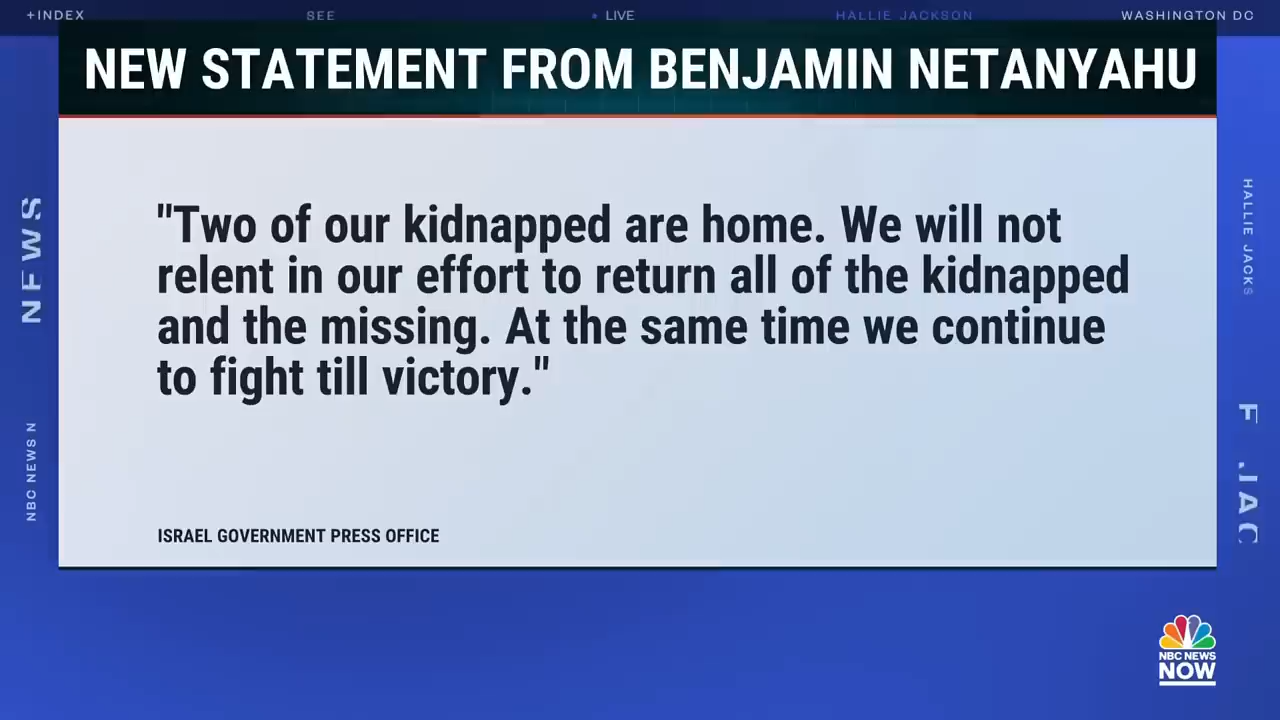 +INDEX
SEE
LIVE
HALLIE JACKSON
WASHINGTON DC
NEW STATEMENT FROM BENJAMIN NETANYAHU
"Two of our kidnapped are home. We will not
relent in our effort to return all of the kidnapped
and the missing. At the same time we continue
to fight till victory."
ISRAEL GOVERNMENT PRESS OFFICE
NEWS
NBC NEWS N
HALLIE JACKS
NBC NEWS
NOW